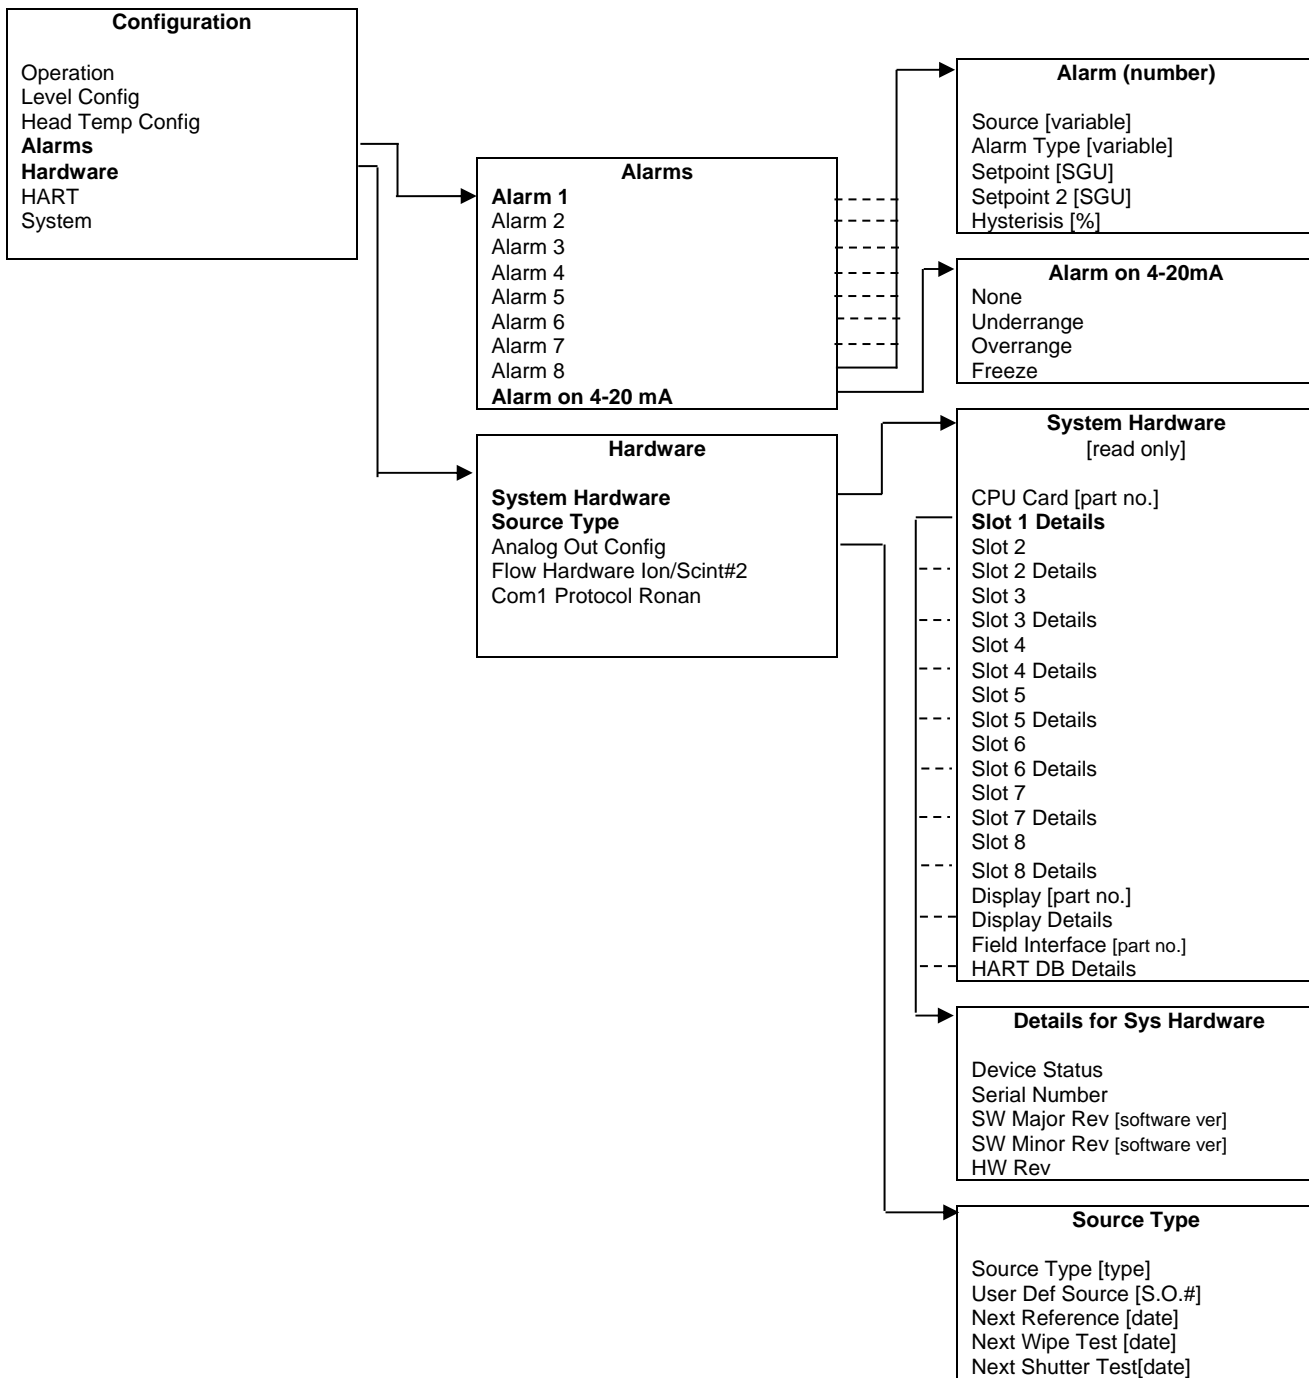 Configuration
Operation
Level Config
Head Temp Config
Alarms
Hardware
HART
System
Alarms
Alarm 1
Alarm 2
Alarm 3
Alarm 4
Alarm 5
Alarm 6
Alarm 7
Alarm 8
Alarm on 4-20 mA
Hardware
System Hardware
Source Type
Analog Out Config
Flow Hardware Ion/Scint#2
Com1 Protocol Ronan
Alarm (number)
Source [variable]
Alarm Type [variable]
Setpoint [SGU]
Setpoint 2 [SGU]
Hysterisis [%]
Alarm on 4-20mA
None
Underrange
Overrange
Freeze
System Hardware
[read only]
CPU Card [part no.]
Slot 1 Details
Slot 2
Slot 2 Details
Slot 3
Slot 3 Details
Slot 4
Slot 4 Details
Slot 5
Slot 5 Details
Slot 6
Slot 6 Details
Slot 7
Slot 7 Details
Slot 8
Slot 8 Details
Display [part no.]
Display Details
Field Interface [part no.]
HART DB Details
Details for Sys Hardware
Device Status
Serial Number
SW Major Rev [software ver]
SW Minor Rev [software ver]
HW Rev
Source Type
Source Type [type]
User Def Source [S.O.#]
Next Reference [date]
Next Wipe Test [date]
Next Shutter Test[date]